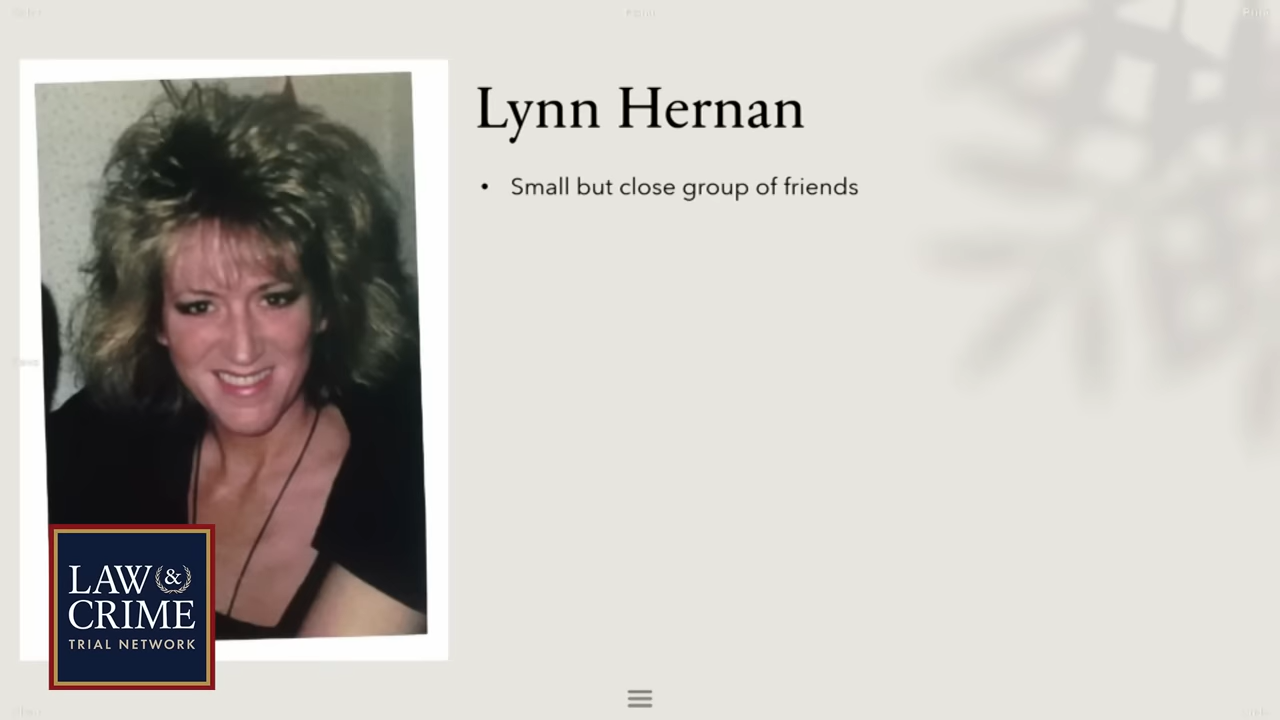 Lynn Hernan
• Small but close group of friends
LAW &
CRIME
TRIAL NETWORK